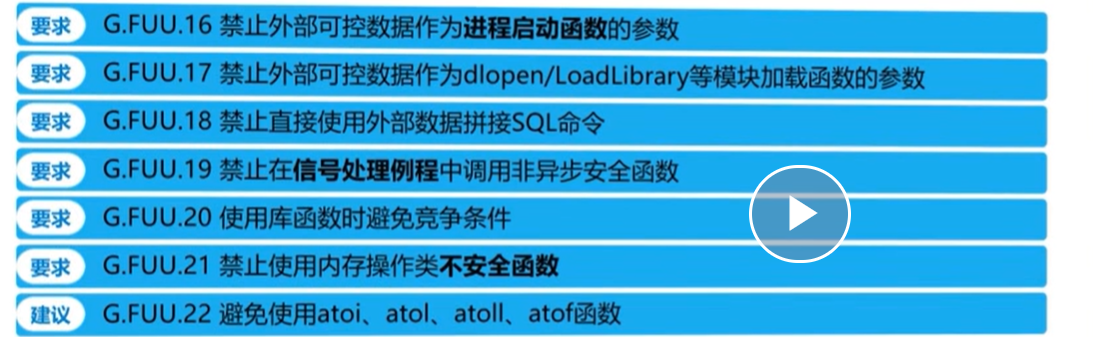 要求 G.FUU.16 禁止外部可控数据作为进程启动函数的参数
要求 G.FUU.17 禁止外部可控数据作为dlopen/LoadLibrary等模块加载函数的参数
要求 G.FUU.18 禁止直接使用外部数据拼接SQL命令
要求 G.FUU.19 禁止在信号处理例程中调用非异步安全函数
要求 G.FUU.20 使用库函数时避免竞争条件
要求 G.FUU.21 禁止使用内存操作类不安全函数
建议 G.FUU.22 避免使用atoi、atol、atoll、atof函数